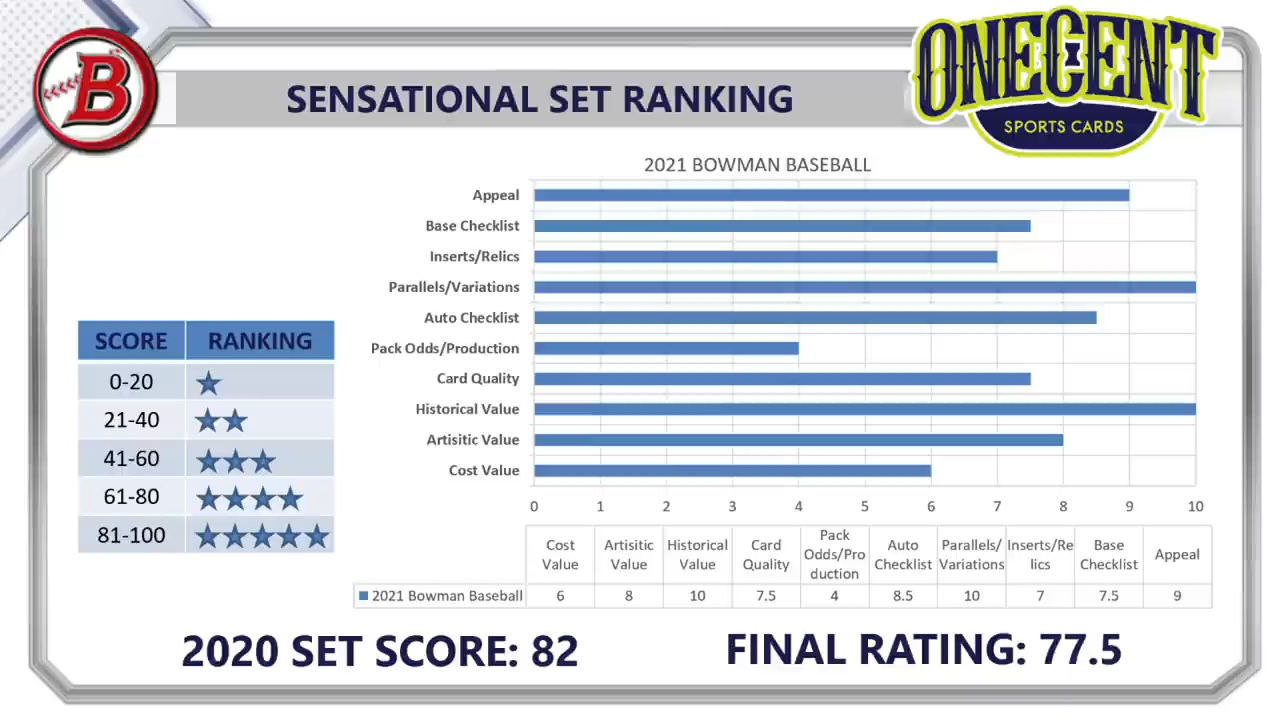 B
SENSATIONAL SET RANKING
ONECENT
SPORTS CARDS
2021 BOWMAN BASEBALL
Appeal
Base Checklist
Inserts/Relics
Parallels/Variations
Auto Checklist
Pack Odds/Production
Card Quality
Historical Value
Artisitic Value
Cost Value
0 1 2 3 4 5 6 7 8 9 10
SCORE RANKING
0-20
21-40
41-60
61-80
81-100
Cost Value Artisitic Value Historical Value Card Quality Pack Odds/Production Auto Checklist Parallels/Variations Inserts/Relics Base Checklist Appeal
2021 Bowman Baseball 6 8 10 7.5 4 8.5 10 7 7.5 9
2020 SET SCORE: 82
FINAL RATING: 77.5